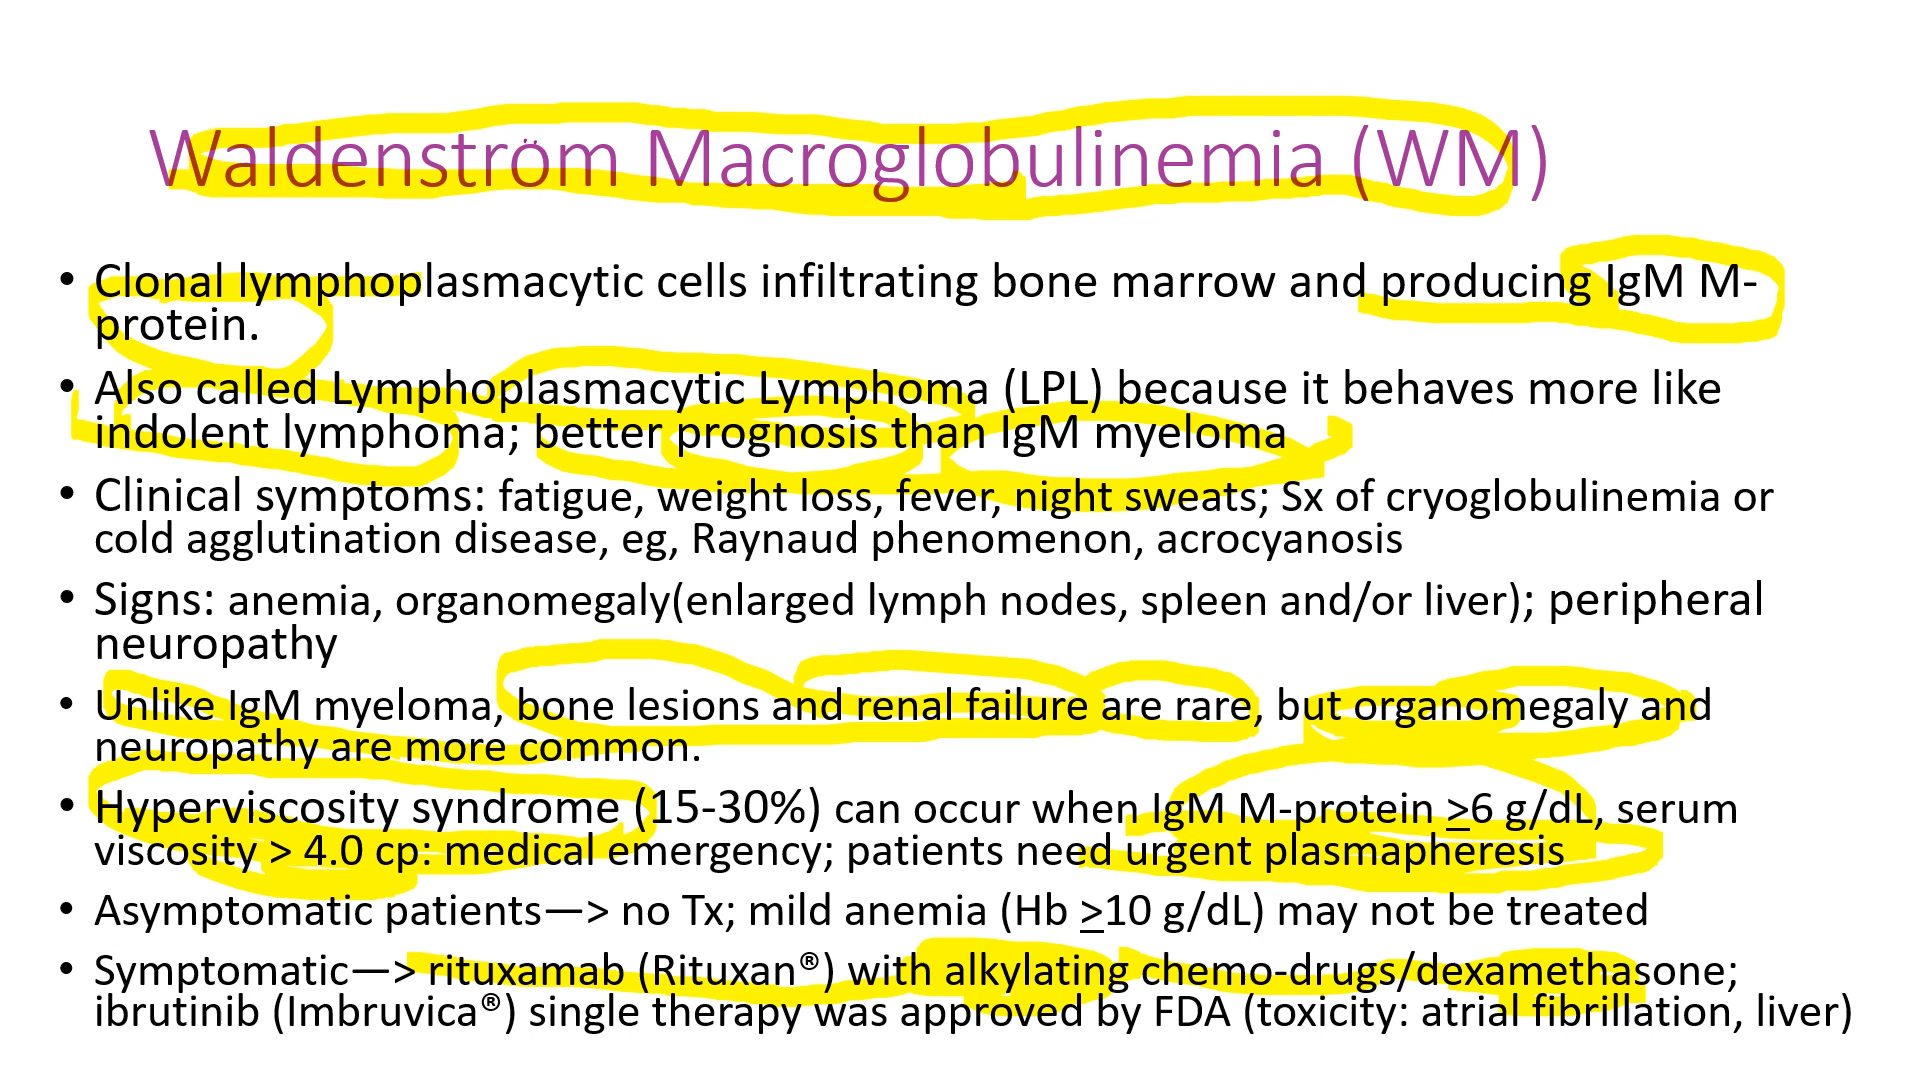 Waldenström Macroglobulinemia (WM)
• Clonal lymphoplasmacytic cells infiltrating bone marrow and producing IgM M-
protein.
• Also called Lymphoplasmacytic Lymphoma (LPL) because it behaves more like
indolent lymphoma; better prognosis than IgM myeloma
• Clinical symptoms: fatigue, weight loss, fever, night sweats; Sx of cryoglobulinemia or
cold agglutination disease, eg, Raynaud phenomenon, acrocyanosis
• Signs: anemia, organomegaly(enlarged lymph nodes, spleen and/or liver); peripheral
neuropathy
• Unlike IgM myeloma, bone lesions and renal failure are rare, but organomegaly and
neuropathy are more common.
• Hyperviscosity syndrome (15-30%) can occur when IgM M-protein >6 g/dL, serum
viscosity > 4.0 cp: medical emergency; patients need urgent plasmapheresis
• Asymptomatic patients—> no Tx; mild anemia (Hb >10 g/dL) may not be treated
• Symptomatic—> rituxamab (Rituxan®) with alkylating chemo-drugs/dexamethasone;
ibrutinib (Imbruvica®) single therapy was approved by FDA (toxicity: atrial fibrillation, liver)